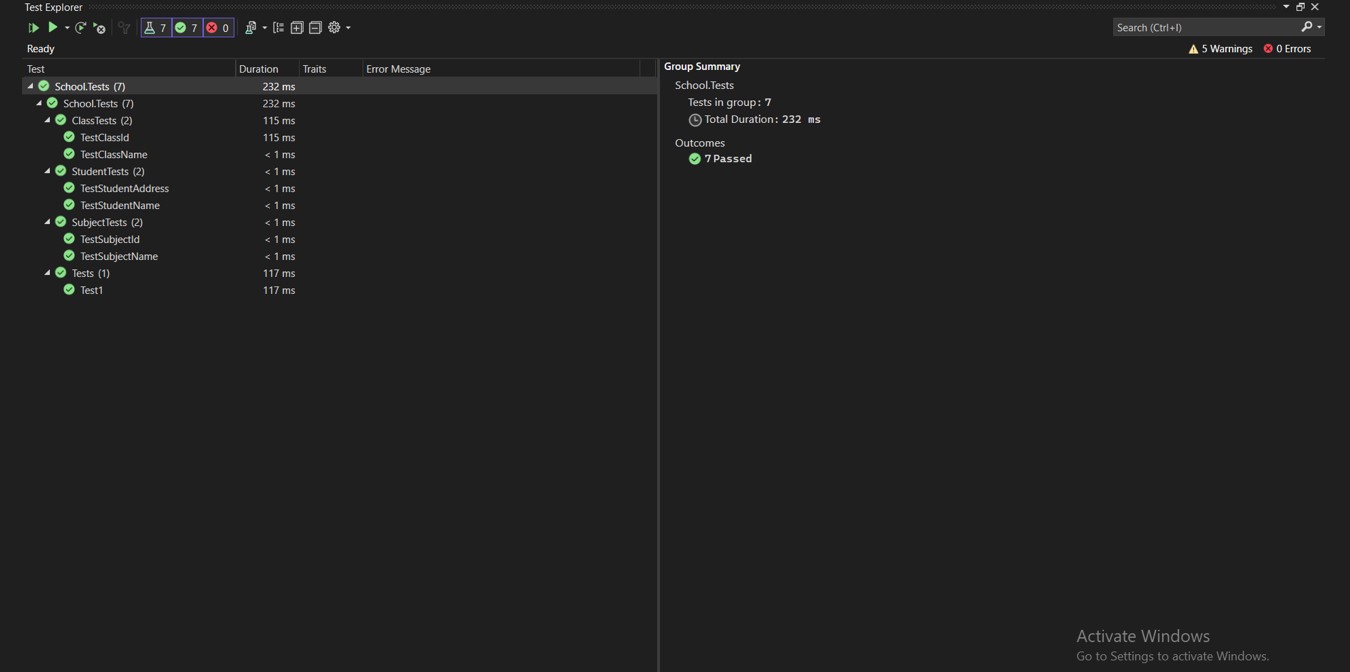 Test Explorer
7 7 0
Search (Ctrl+I)
Ready
5 Warnings 0 Errors
Test Duration Traits Error Message
School.Tests (7) 232 ms
School.Tests (7) 232 ms
ClassTests (2) 115 ms
TestClassId 115 ms
TestClassName < 1 ms
StudentTests (2) < 1 ms
TestStudentAddress < 1 ms
TestStudentName < 1 ms
SubjectTests (2) < 1 ms
TestSubjectId < 1 ms
TestSubjectName < 1 ms
Tests (1) 117 ms
Test1 117 ms
Group Summary
School.Tests
Tests in group: 7
Total Duration: 232 ms
Outcomes
7 Passed
Activate Windows
Go to Settings to activate Windows.